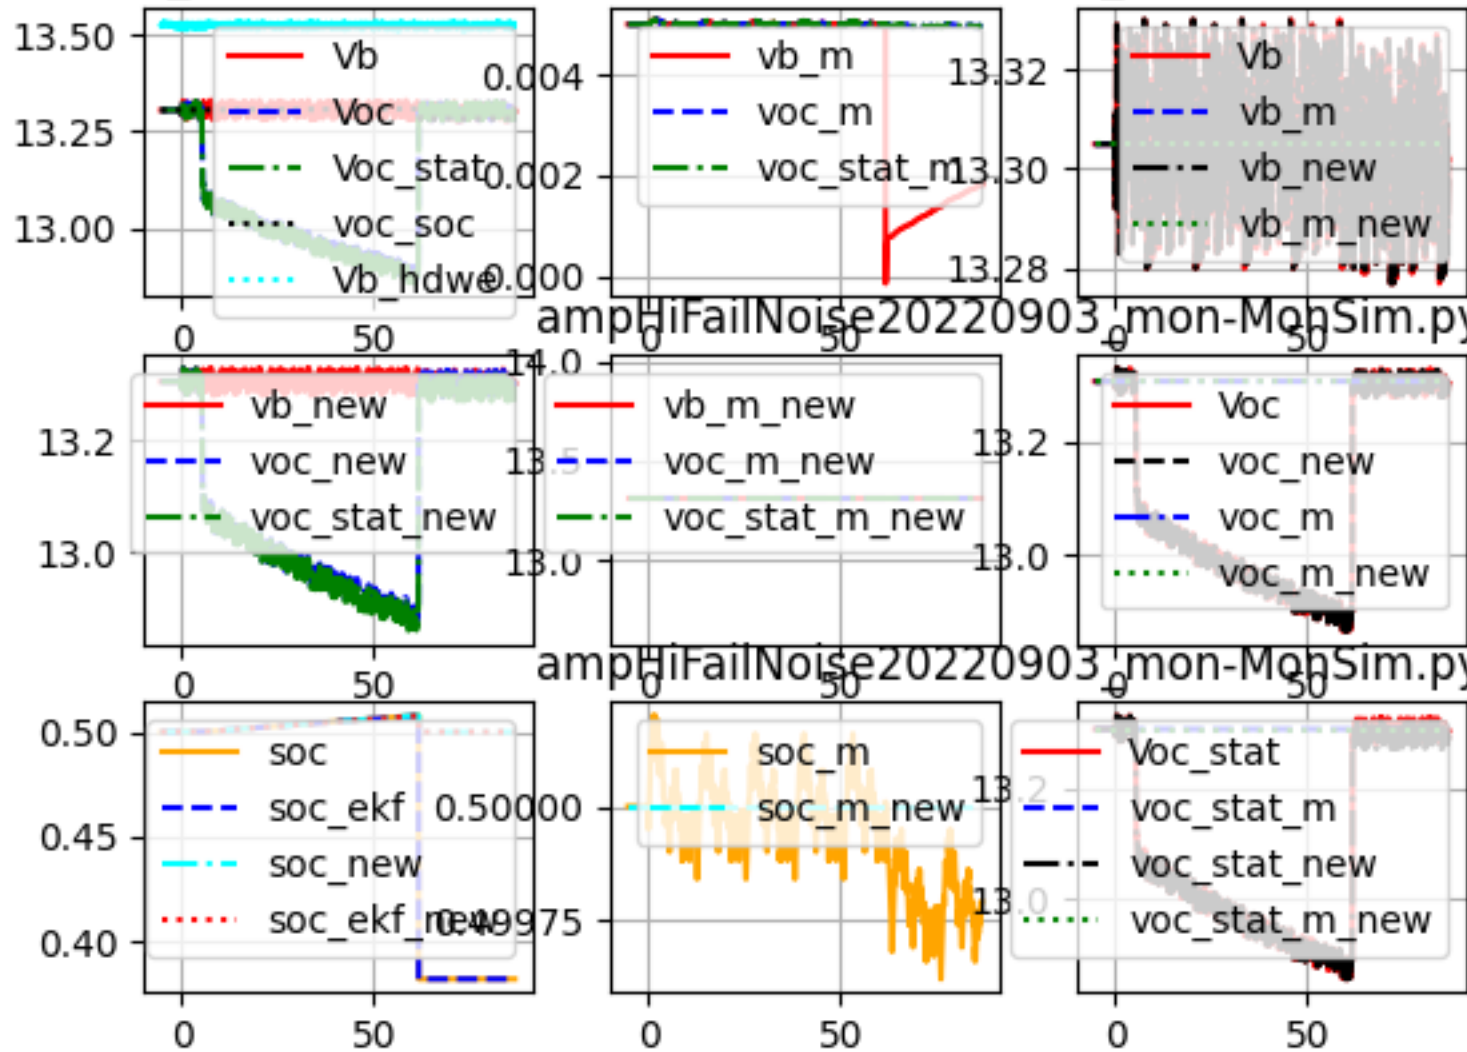 13.50
13.25
13.00
Vb
Voc
Voc_stat
voc_soc
Vb_hdwe
0
50
0.004
0.002
0.000
vb_m
voc_m
voc_stat_m
0
50
13.32
13.30
13.28
Vb
vb_m
vb_new
vb_m_new
0
50
ampHiFailNoise20220903_mon-MonSim.py
13.2
13.0
vb_new
voc_new
voc_stat_new
0
50
14.0
13.5
13.0
vb_m_new
voc_m_new
voc_stat_m_new
0
50
13.2
13.0
Voc
voc_new
voc_m
voc_m_new
0
50
ampHiFailNoise20220903_mon-MonSim.py
0.50
0.45
0.40
soc
soc_ekf
soc_new
soc_ekf_new
0
50
0.50000
0.49975
soc_m
soc_m_new
0
50
13.2
13.0
Voc_stat
voc_stat_m
voc_stat_new
voc_stat_m_new
0
50